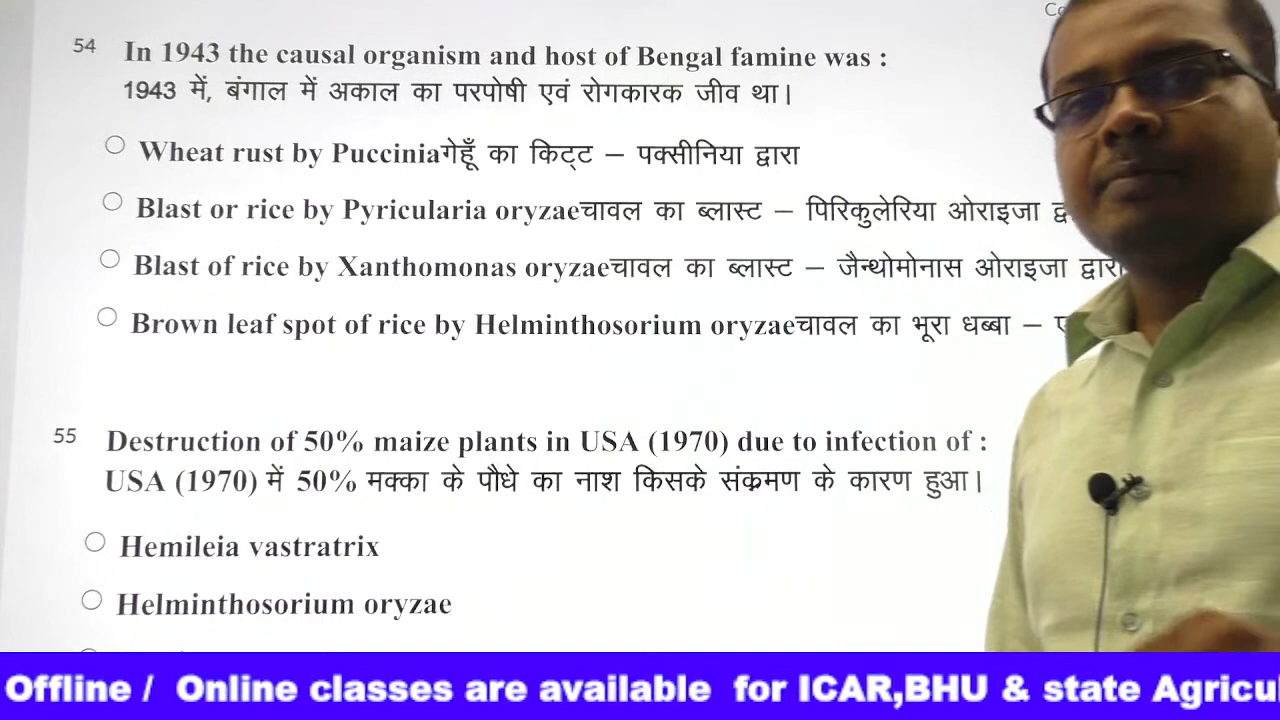 54 In 1943 the causal organism and host of Bengal famine was :
1943 में, बंगाल में अकाल का परपोषी एवं रोगकारक जीव था।
Wheat rust by Pucciniaगेहूँ का किट्ट – पक्सीनिया द्वारा
Blast or rice by Pyricularia oryzaeचावल का ब्लास्ट – पिरिकुलेरिया ओराइजा
Blast of rice by Xanthomonas oryzaeचावल का ब्लास्ट – जैन्थोमोनास ओराइजा द्वारा
Brown leaf spot of rice by Helminthosorium oryzaeचावल का भूरा धब्बा –
55 Destruction of 50% maize plants in USA (1970) due to infection of :
USA (1970) में 50% मक्का के पौधे का नाश किसके संक्रमण के कारण हुआ।
Hemileia vastratrix
Helminthosorium oryzae
Offline / Online classes are available for ICAR,BHU & state Agricul